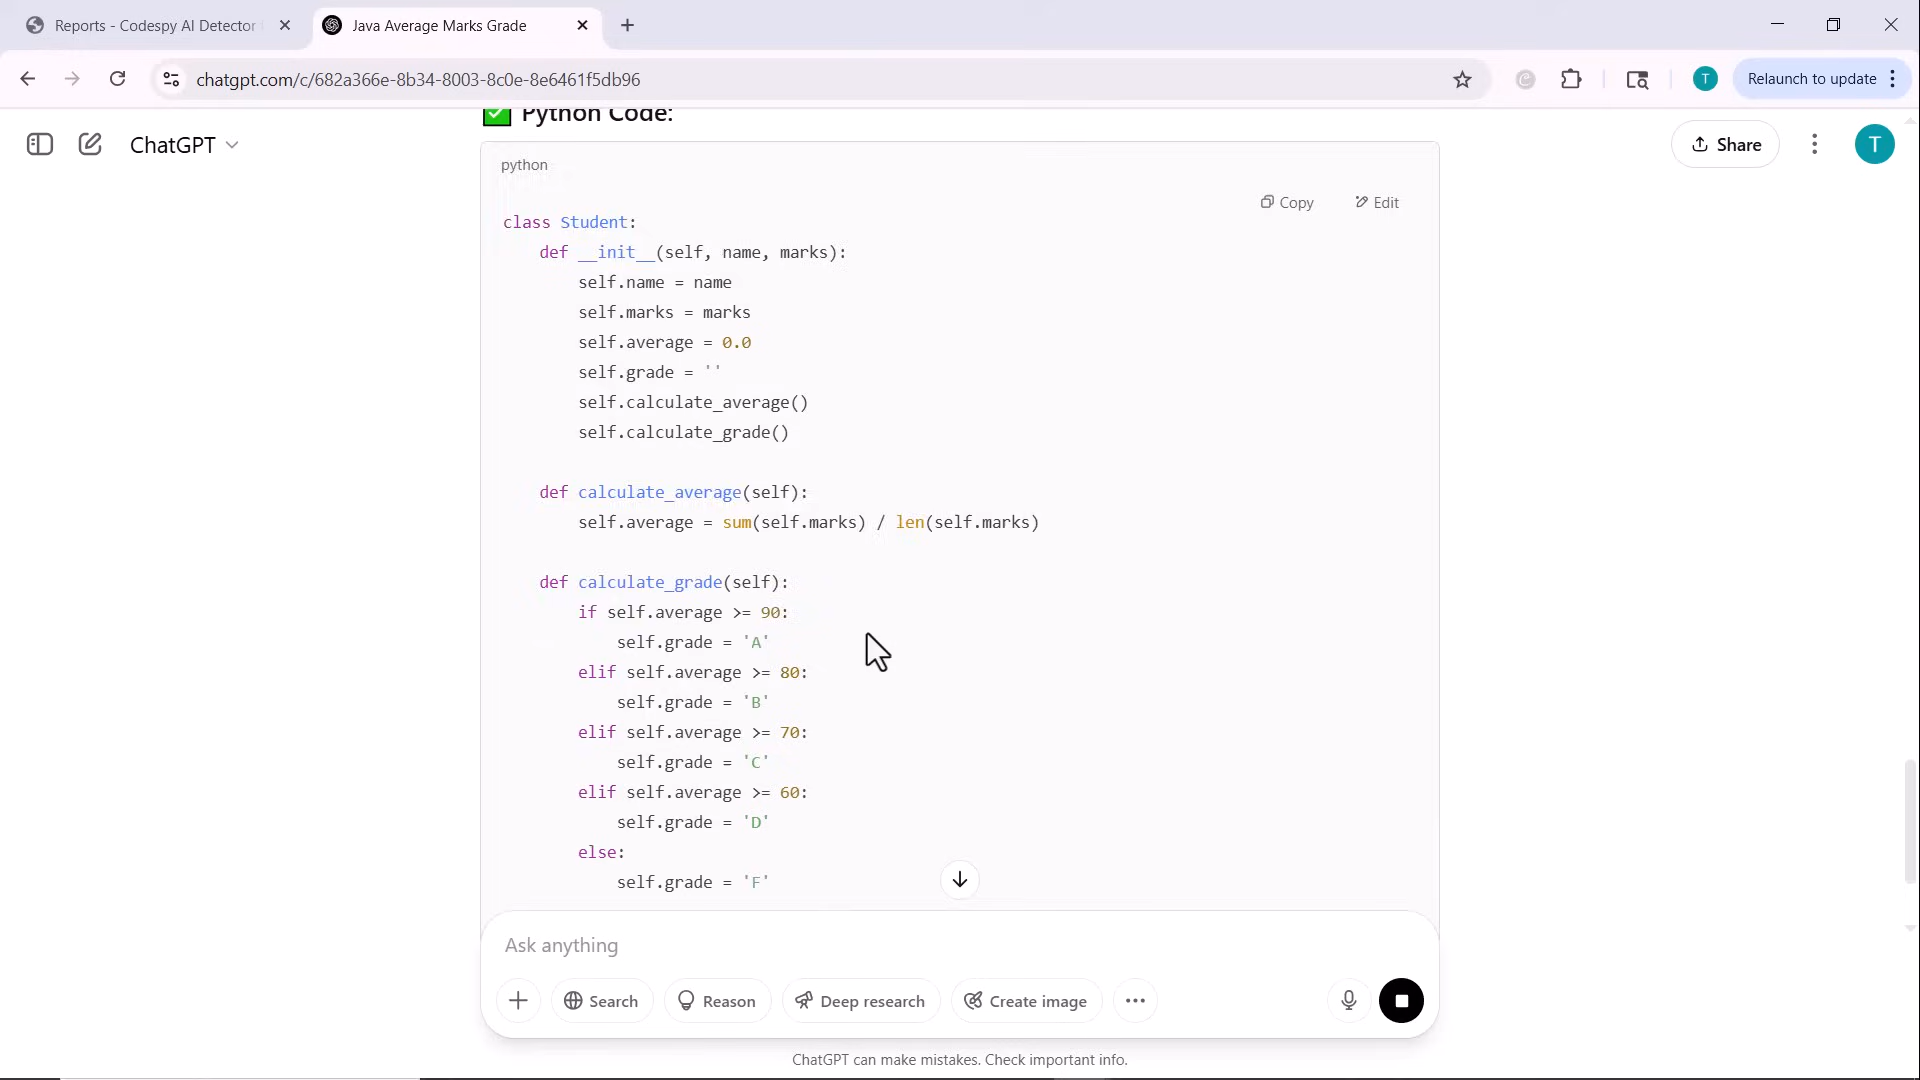 Reports - Codespy AI Detector
Java Average Marks Grade
chatgpt.com/c/682a366e-8b34-8003-8c0e-8e6461f5db96
T
Relaunch to update
ChatGPT
Share
T
Python Code:
python
Copy
Edit
class Student:
    def __init__(self, name, marks):
        self.name = name
        self.marks = marks
        self.average = 0.0
        self.grade = ''
        self.calculate_average()
        self.calculate_grade()
    def calculate_average(self):
        self.average = sum(self.marks) / len(self.marks)
    def calculate_grade(self):
        if self.average >= 90:
            self.grade = 'A'
        elif self.average >= 80:
            self.grade = 'B'
        elif self.average >= 70:
            self.grade = 'C'
        elif self.average >= 60:
            self.grade = 'D'
        else:
            self.grade = 'F'
Ask anything
Search
Reason
Deep research
Create image
ChatGPT can make mistakes. Check important info.